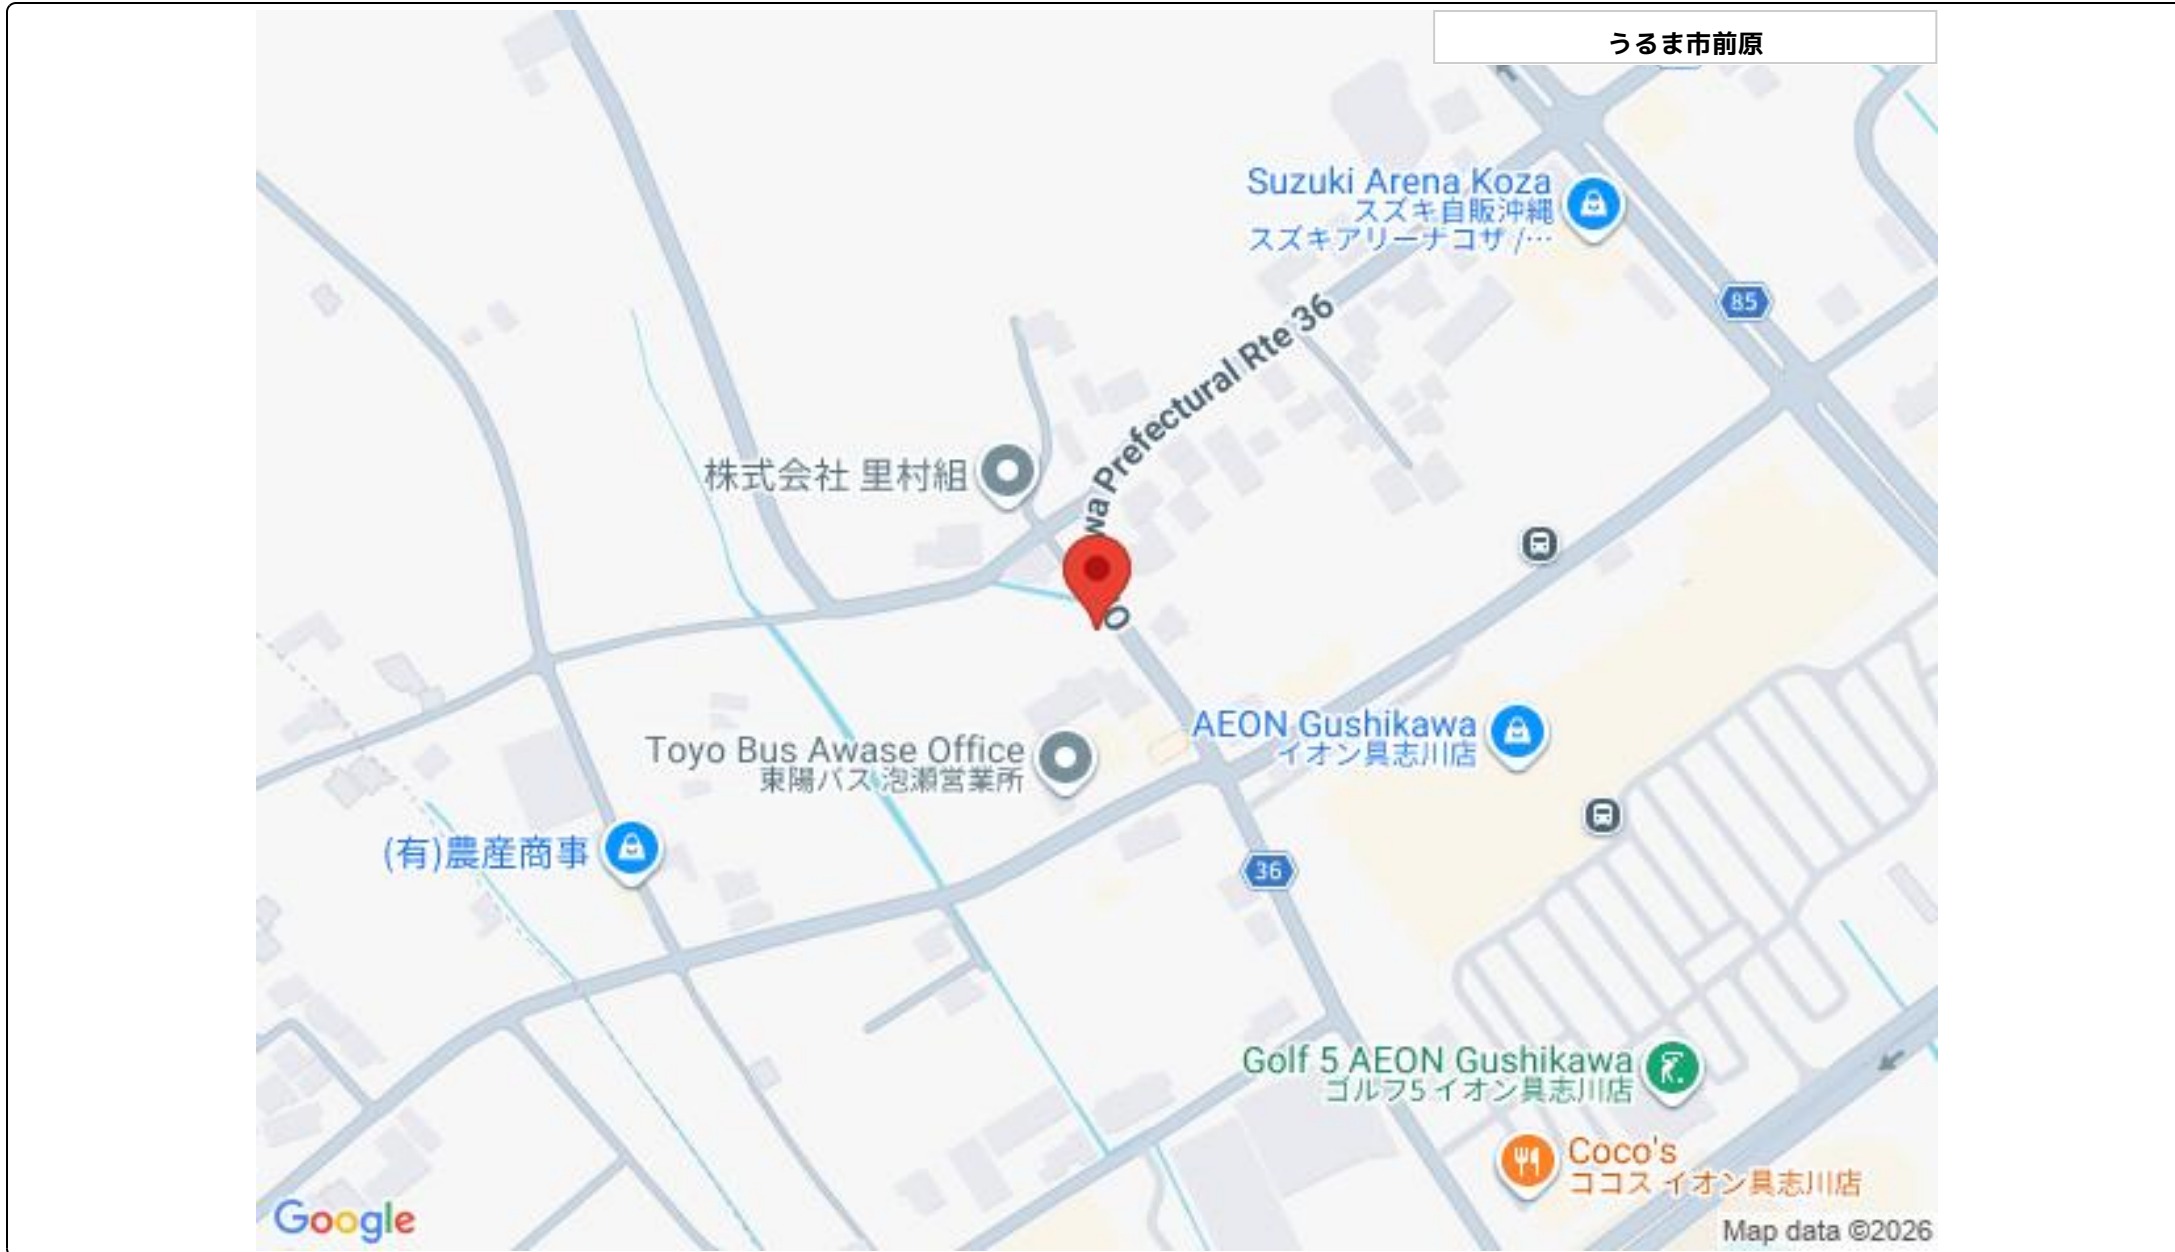 うるま市前原
Suzuki Arena Koza
スズキ自販沖縄
スズキアリーナコザ /…
85
wa Prefectural Rte 36
株式会社 里村組
AEON Gushikawa
イオン具志川店
Toyo Bus Awase Office
東陽バス 泡瀬営業所
(有)農産商事
36
Golf 5 AEON Gushikawa
ゴルフ5 イオン具志川店
Coco's
ココス イオン具志川店
Google
Map data ©2026